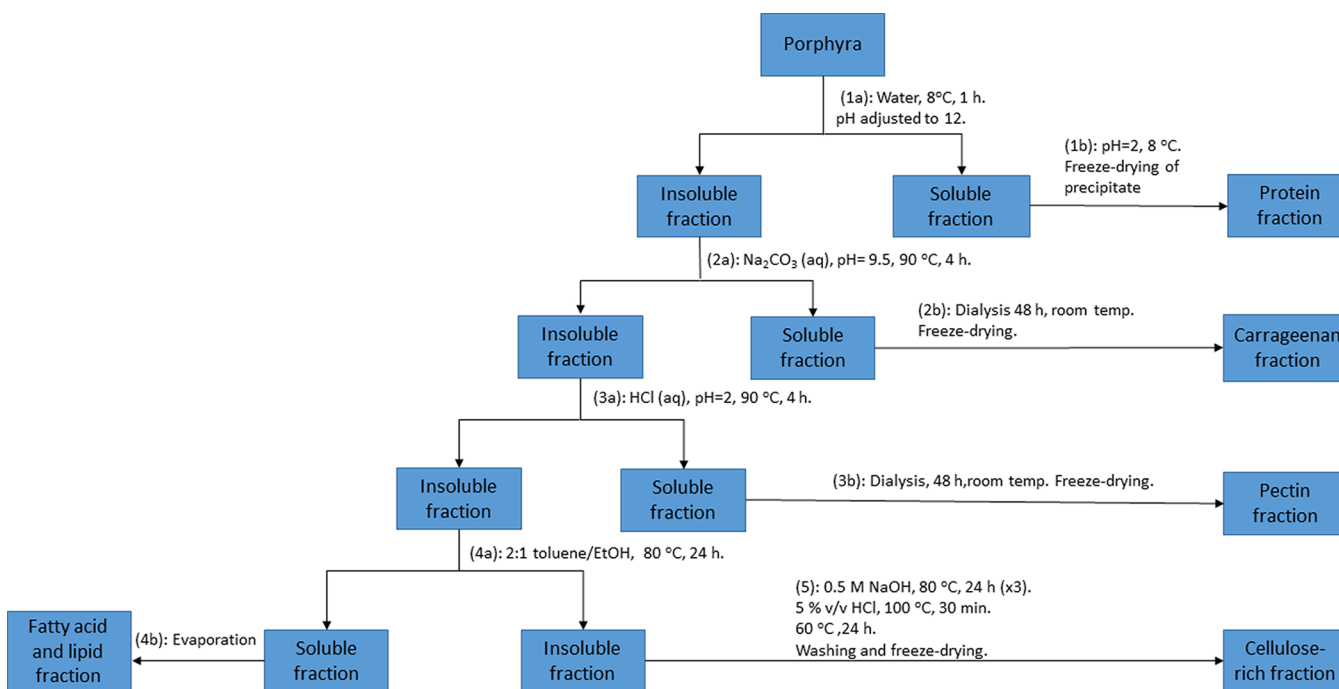 Porphyra
(1a): Water, 8°C, 1 h.
pH adjusted to 12.
(1b): pH=2, 8 °C.
Freeze-drying of
precipitate
Insoluble
fraction
Soluble
fraction
Protein
fraction
(2a): Na₂CO₃ (aq), pH= 9.5, 90 °C, 4 h.
(2b): Dialysis 48 h, room temp.
Freeze-drying.
Insoluble
fraction
Soluble
fraction
Carrageenan
fraction
(3a): HCl (aq), pH=2, 90 °C, 4 h.
(3b): Dialysis, 48 h,room temp. Freeze-drying.
Insoluble
fraction
Soluble
fraction
Pectin
fraction
(4a): 2:1 toluene/EtOH, 80 °C, 24 h.
(5): 0.5 M NaOH, 80 °C, 24 h (x3).
5 % v/v HCl, 100 °C, 30 min.
60 °C ,24 h.
Washing and freeze-drying.
Fatty acid
and lipid
fraction
(4b): Evaporation
Soluble
fraction
Insoluble
fraction
Cellulose-
rich fraction